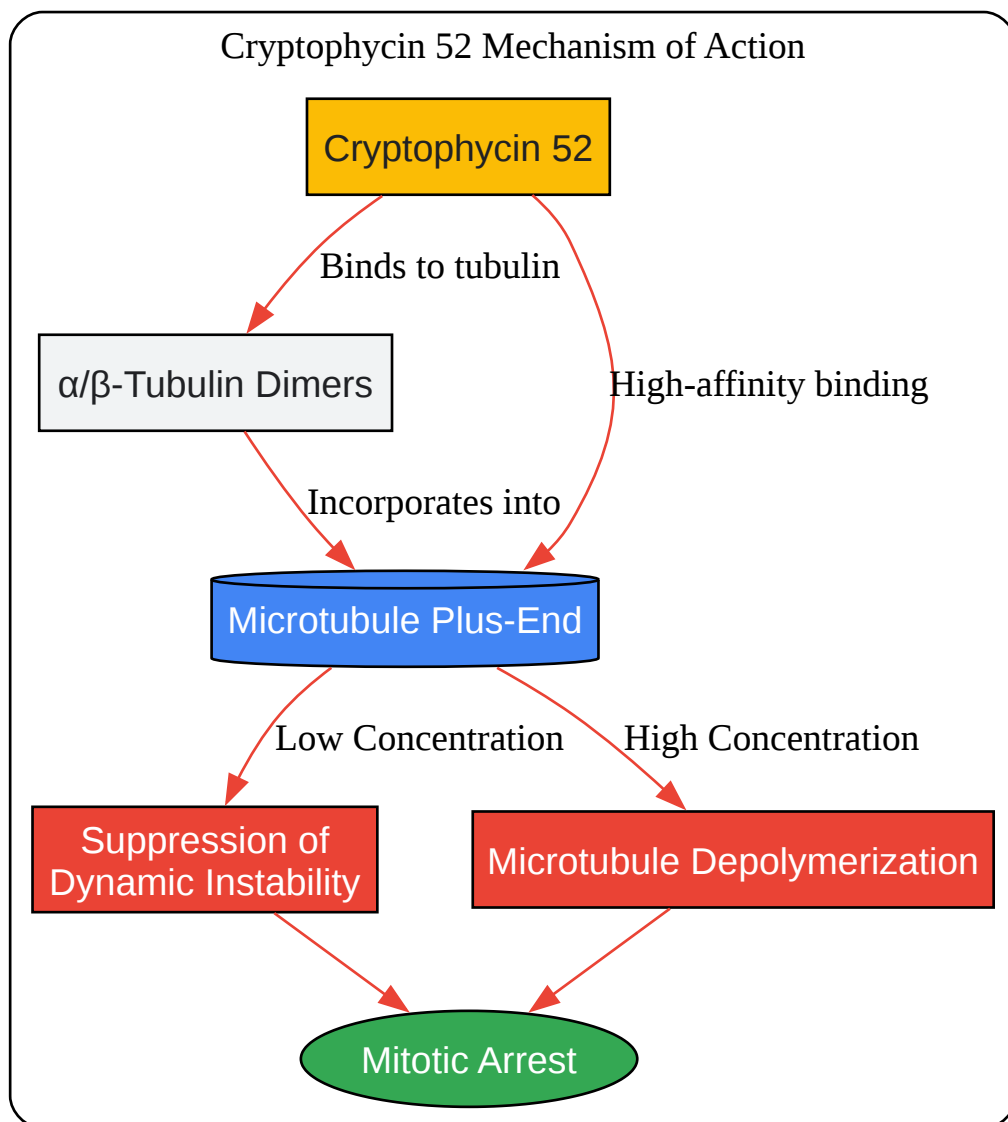 Cryptophycin 52 Mechanism of Action
Cryptophycin 52
Binds to tubulin
α/β-Tubulin Dimers
High-affinity binding
Incorporates into
Microtubule Plus-End
Low Concentration
High Concentration
Suppression of
Dynamic Instability
Microtubule Depolymerization
Mitotic Arrest